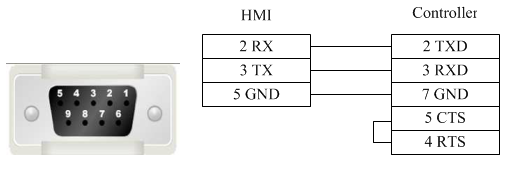 HMI
Controller
2 RX
2 TXD
3 TX
3 RXD
5 GND
7 GND
5 CTS
4 RTS
5 4 3 2 1
9 8 7 6